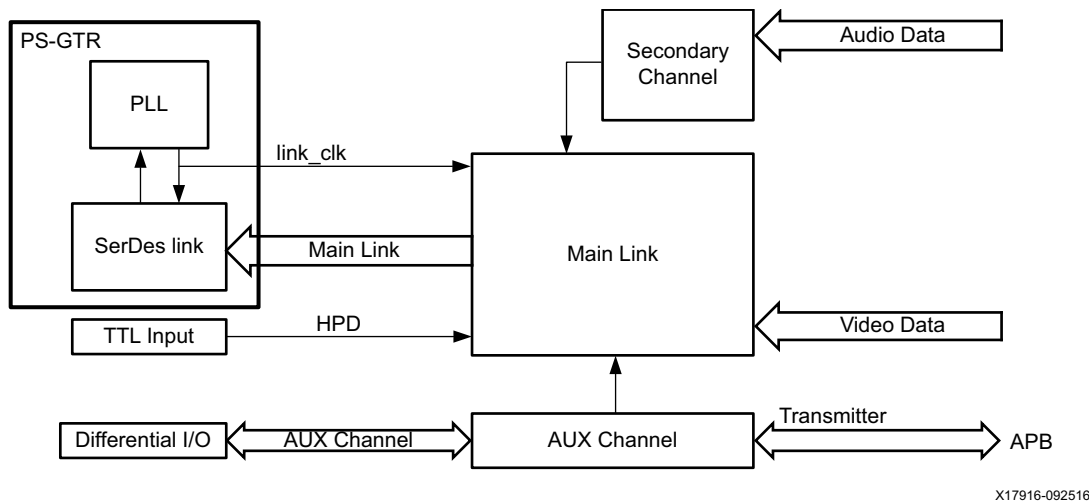 PS-GTR
PLL
SerDes link
link_clk
Main Link
TTL Input
HPD
Secondary
Channel
Audio Data
Main Link
Video Data
Differential I/O
AUX Channel
AUX Channel
Transmitter
APB
X17916-092516